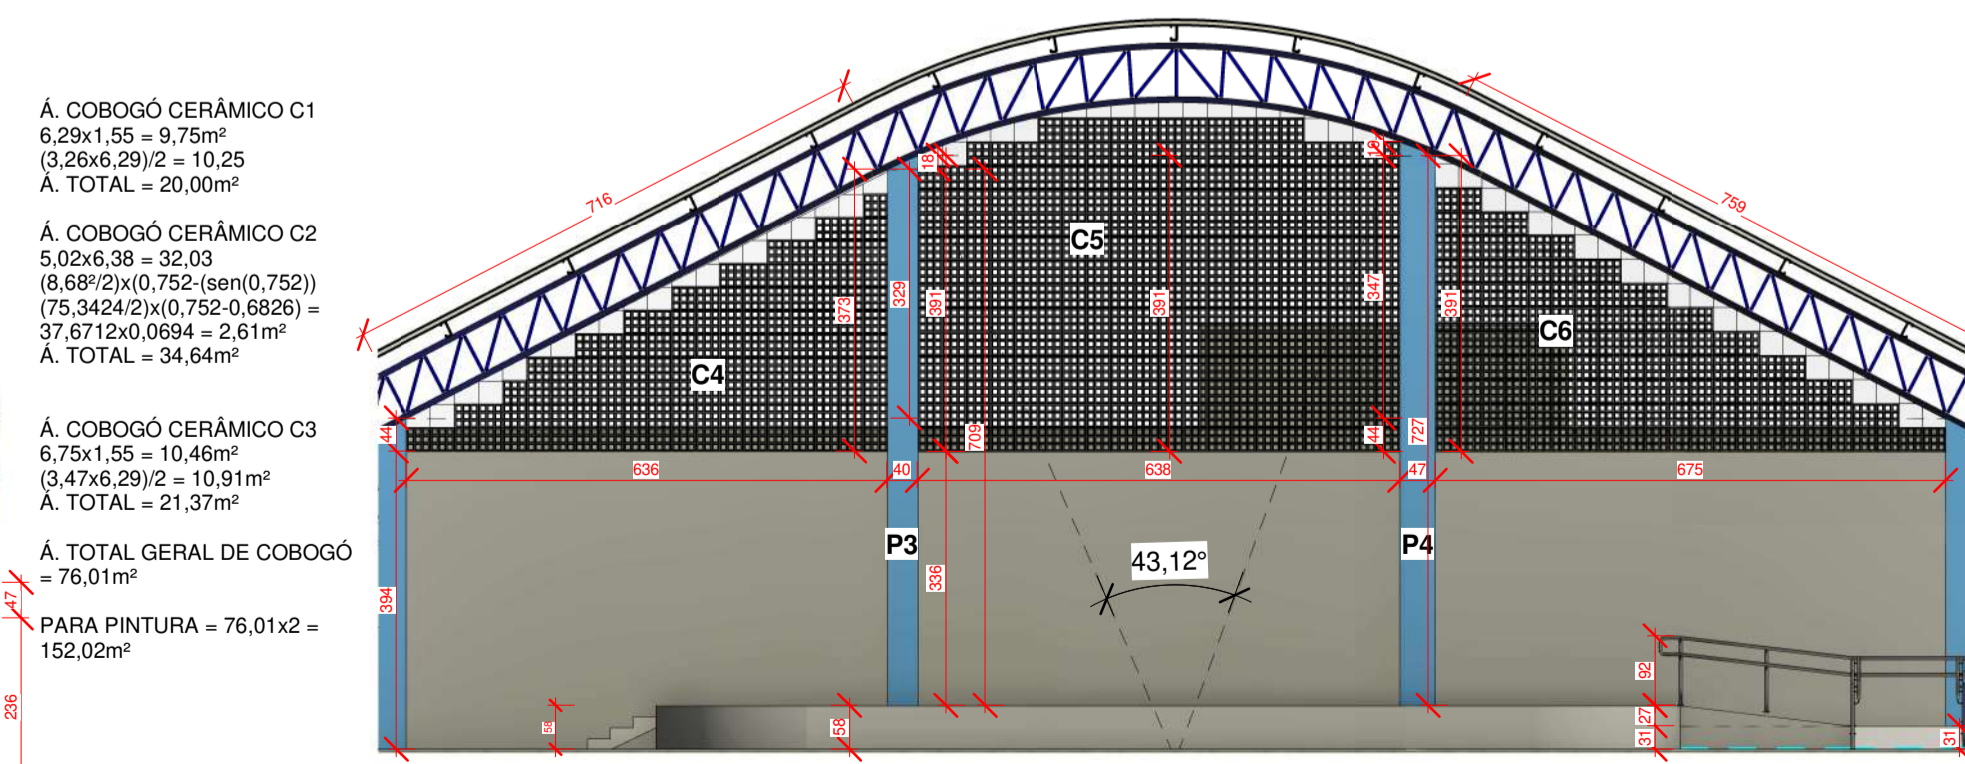 Á. COBOGÓ CERÂMICO C1
6,29x1,55 = 9,75m²
(3,26x6,29)/2 = 10,25
Á. TOTAL = 20,00m²
Á. COBOGÓ CERÂMICO C2
5,02x6,38 = 32,03
(8,68²/2)x(0,752-(sen(0,752))
(75,3424/2)x(0,752-0,6826) =
37,6712x0,0694 = 2,61m²
Á. TOTAL = 34,64m²
Á. COBOGÓ CERÂMICO C3
6,75x1,55 = 10,46m²
(3,47x6,29)/2 = 10,91m²
Á. TOTAL = 21,37m²
Á. TOTAL GERAL DE COBOGÓ
= 76,01m²
PARA PINTURA = 76,01x2 =
152,02m²
47
236
716
759
18
19
C5
373
329
391
391
347
391
C6
C4
44
709
44
727
636
40
638
47
675
P3
P4
43,12°
394
336
58
58
92
27
31
31